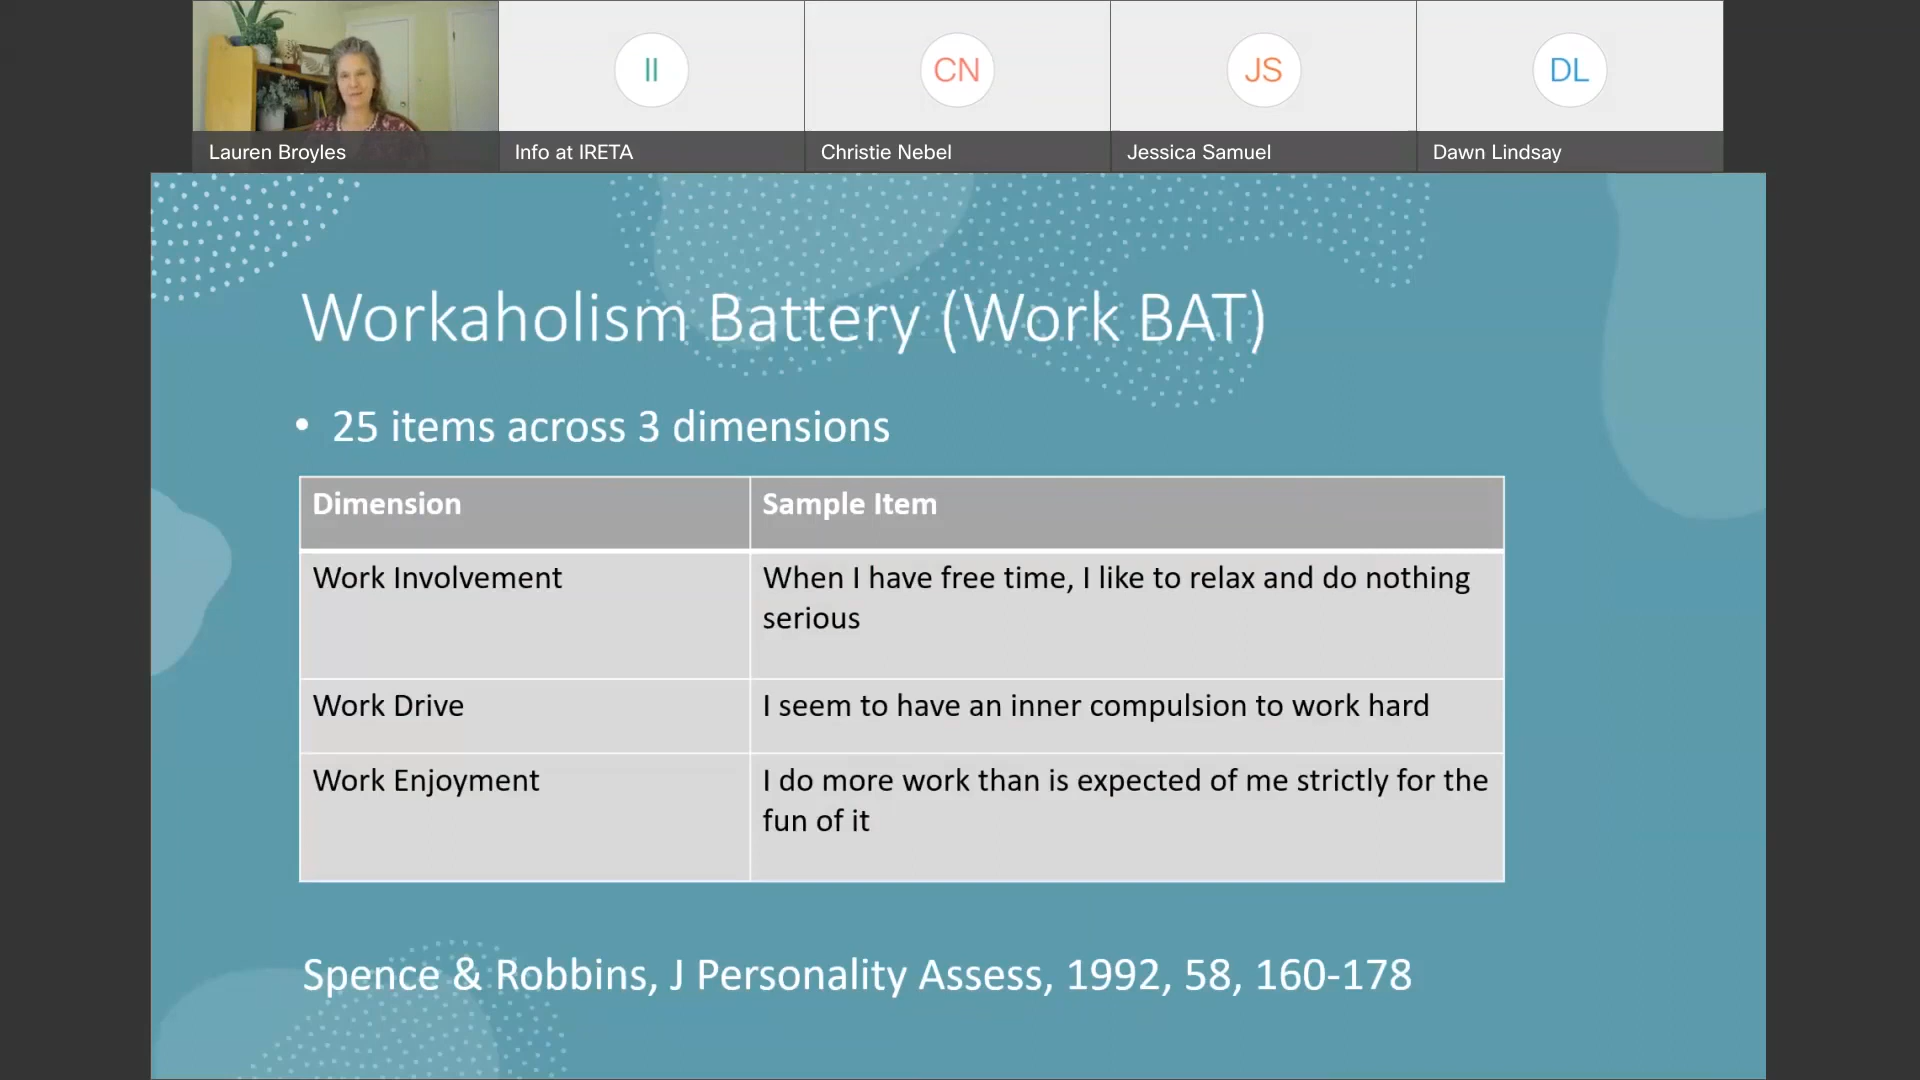 II
CN
JS
DL
Lauren Broyles
Info at IRETA
Christie Nebel
Jessica Samuel
Dawn Lindsay
Workaholism Battery (Work BAT)
• 25 items across 3 dimensions
Dimension
Sample Item
Work Involvement
When I have free time, I like to relax and do nothing
serious
Work Drive
I seem to have an inner compulsion to work hard
Work Enjoyment
I do more work than is expected of me strictly for the
fun of it
Spence & Robbins, J Personality Assess, 1992, 58, 160-178